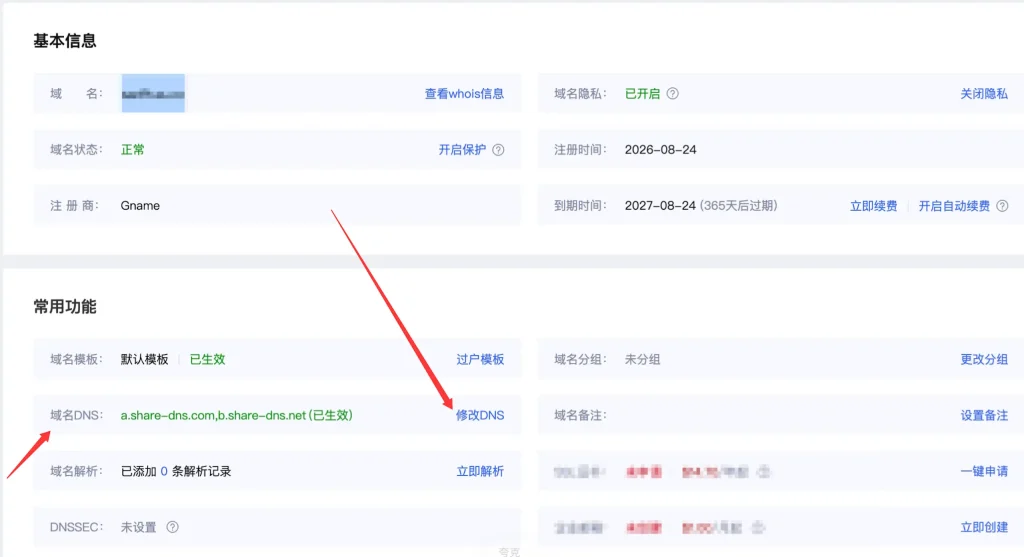 基本信息
域 名： 查看whois信息
域名隐私： 已开启 关闭隐私
域名状态： 正常 开启保护
注册时间： 2026-08-24
注 册 商： Gname
到期时间： 2027-08-24 (365天后过期) 立即续费 开启自动续费
常用功能
域名模板： 默认模板 已生效 过户模板
域名分组： 未分组 更改分组
域名DNS： a.share-dns.com,b.share-dns.net (已生效) 修改DNS
域名备注： 设置备注
域名解析： 已添加 0 条解析记录 立即解析
一键申请
DNSSEC： 未设置
立即创建
夸克